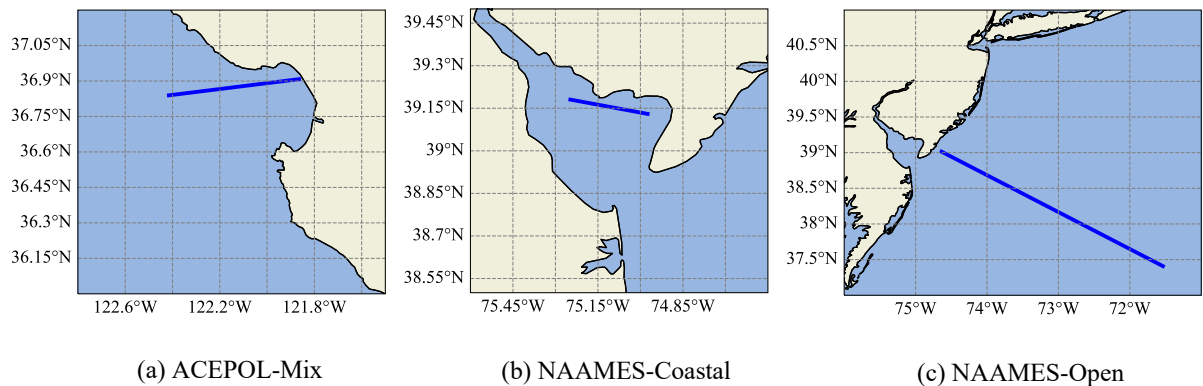 37.05°N
36.9°N
36.75°N
36.6°N
36.45°N
36.3°N
36.15°N
122.6°W 122.2°W 121.8°W
(a) ACEPOL-Mix
39.45°N
39.3°N
39.15°N
39°N
38.85°N
38.7°N
38.55°N
75.45°W 75.15°W 74.85°W
(b) NAAMES-Coastal
40.5°N
40°N
39.5°N
39°N
38.5°N
38°N
37.5°N
75°W 74°W 73°W 72°W
(c) NAAMES-Open